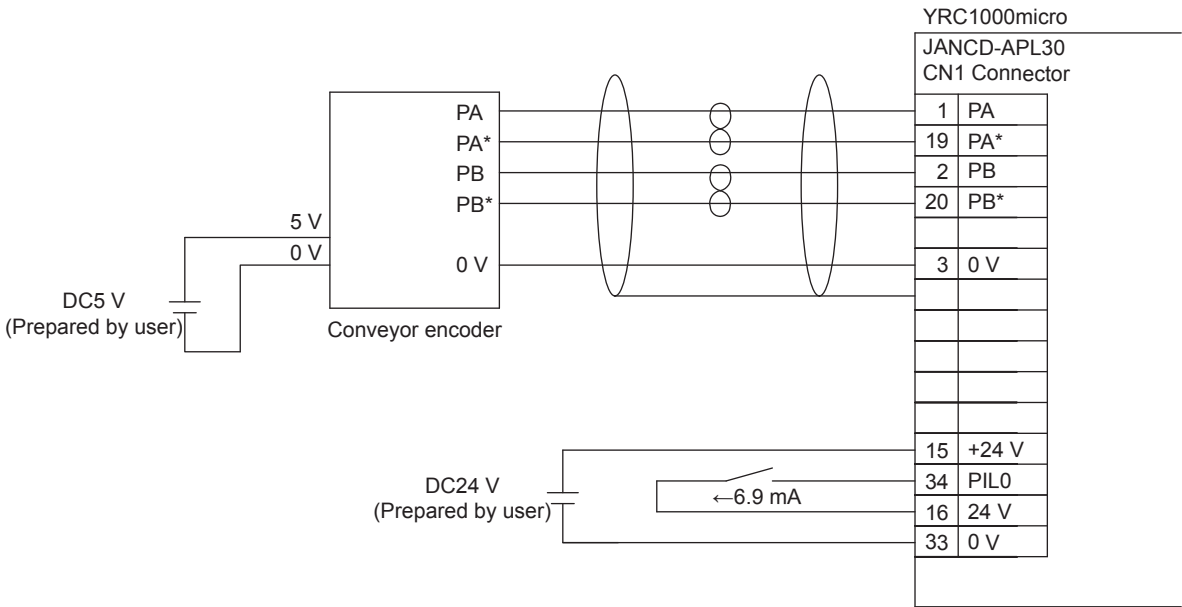 YRC1000micro
JANCD-APL30
CN1 Connector
PA
1 PA
PA*
19 PA*
PB
2 PB
PB*
20 PB*
5 V
0 V
0 V
3 0 V
DC5 V
(Prepared by user)
Conveyor encoder
15 +24 V
DC24 V
(Prepared by user)
34 PIL0
←6.9 mA
16 24 V
33 0 V